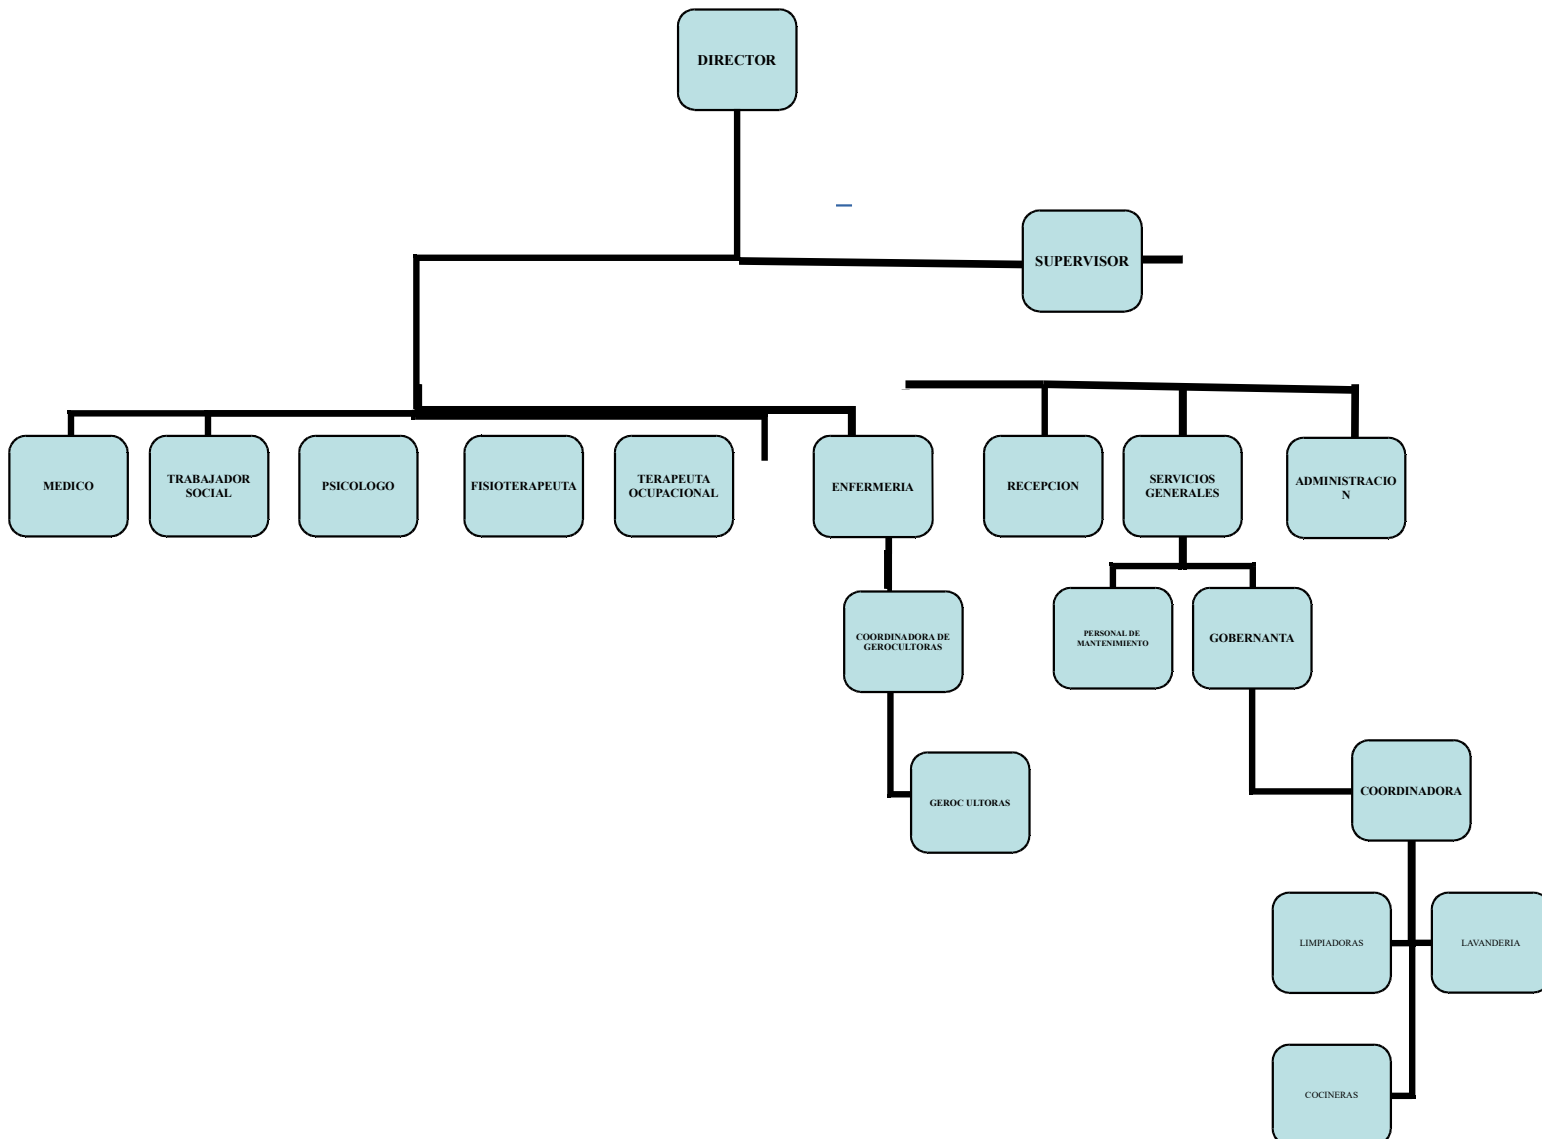 DIRECTOR
SUPERVISOR
MEDICO
TRABAJADOR
SOCIAL
PSICOLOGO
FISIOTERAPEUTA
TERAPEUTA
OCUPACIONAL
ENFERMERIA
RECEPCION
SERVICIOS
GENERALES
ADMINISTRACIO
N
COORDINADORA DE
GEROCULTORAS
PERSONAL DE
MANTENIMIENTO
GOBERNANTA
GEROC ULTORAS
COORDINADORA
LIMPIADORAS
LAVANDERIA
COCINERAS